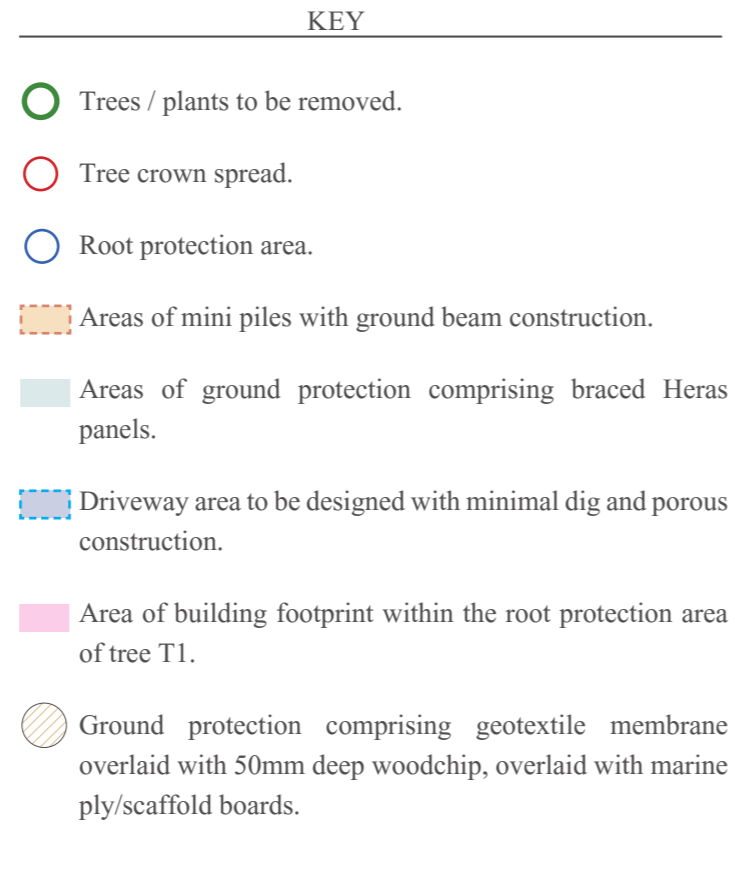 KEY
Trees / plants to be removed.
Tree crown spread.
Root protection area.
Areas of mini piles with ground beam construction.
Areas of ground protection comprising braced Heras
panels.
Driveway area to be designed with minimal dig and porous
construction.
Area of building footprint within the root protection area
of tree T1.
Ground protection comprising geotextile membrane
overlaid with 50mm deep woodchip, overlaid with marine
ply/scaffold boards.